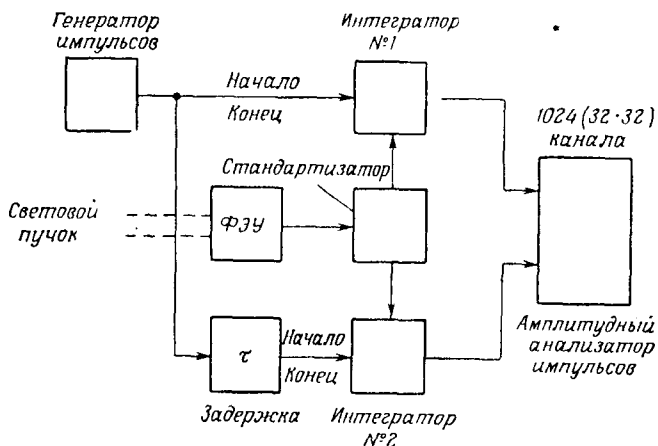 Генератор
импульсов
Интегратор
№1
Начало
Конец
1024 (32·32)
канала
Стандартизатор
Световой
пучок
ФЭУ
Начало
Конец
τ
Задержка
Интегратор
№2
Амплитудный
анализатор
импульсов